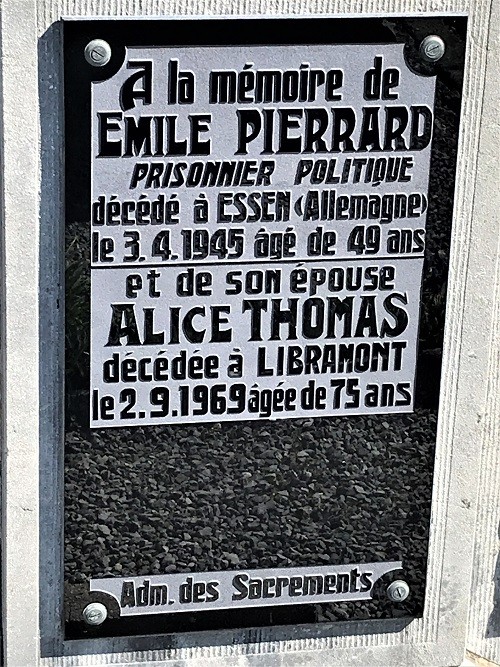 A la mémoire de
EMILE PIERRARD
PRISONNIER POLITIQUE
décédé à ESSEN (Allemagne)
le 3.4.1945 âgé de 49 ans
et de son épouse
ALICE THOMAS
décédée à LIBRAMONT
le 2.9.1969 âgée de 75 ans
Adm. des Sacrements